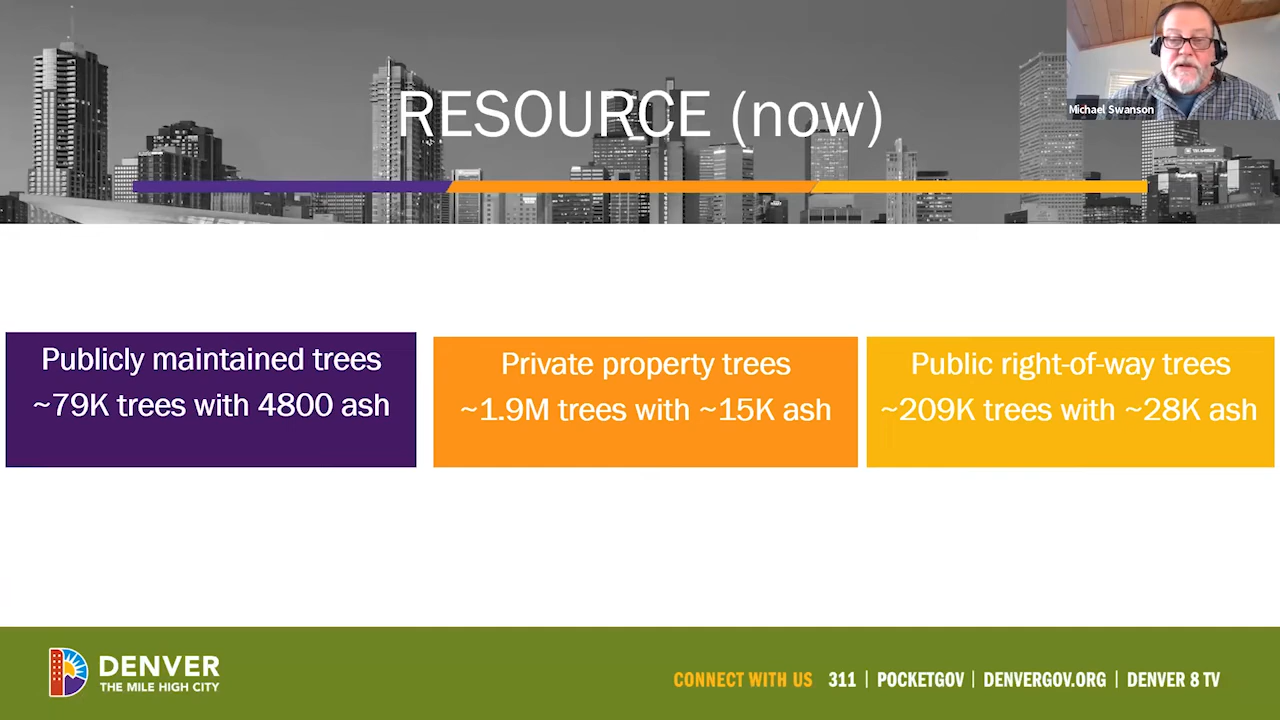 RESOURCE (now)
Michael Swanson
Publicly maintained trees
~79K trees with 4800 ash
Private property trees
~1.9M trees with ~15K ash
Public right-of-way trees
~209K trees with ~28K ash
DENVER
THE MILE HIGH CITY
CONNECT WITH US 311 | POCKETGOV | DENVERGOV.ORG | DENVER 8 TV